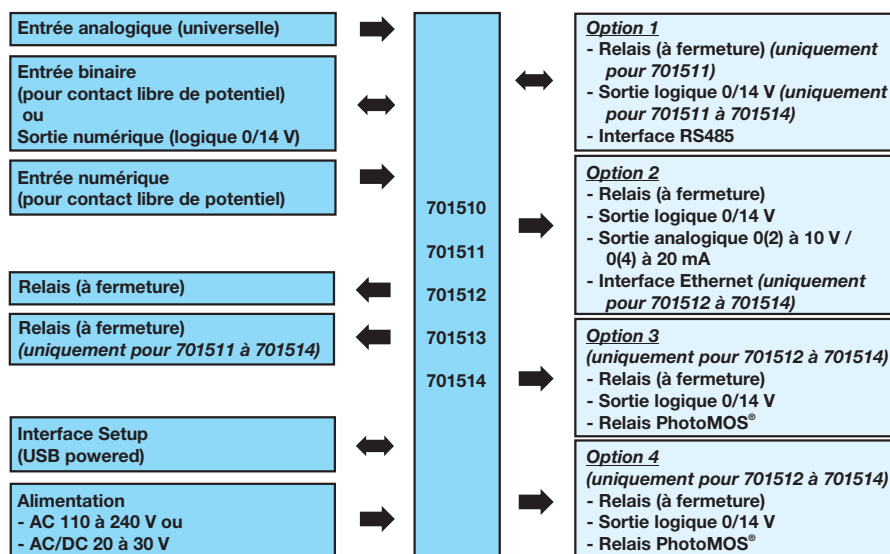 Entrée analogique (universelle)
Entrée binaire
(pour contact libre de potentiel)
ou
Sortie numérique (logique 0/14 V)
Entrée numérique
(pour contact libre de potentiel)
Relais (à fermeture)
Relais (à fermeture)
(uniquement pour 701511 à 701514)
Interface Setup
(USB powered)
Alimentation
- AC 110 à 240 V ou
- AC/DC 20 à 30 V
701510
701511
701512
701513
701514
Option 1
- Relais (à fermeture) (uniquement
pour 701511)
- Sortie logique 0/14 V (uniquement
pour 701511 à 701514)
- Interface RS485
Option 2
- Relais (à fermeture)
- Sortie logique 0/14 V
- Sortie analogique 0(2) à 10 V /
0(4) à 20 mA
- Interface Ethernet (uniquement
pour 701512 à 701514)
Option 3
(uniquement pour 701512 à 701514)
- Relais (à fermeture)
- Sortie logique 0/14 V
- Relais PhotoMOS®
Option 4
(uniquement pour 701512 à 701514)
- Relais (à fermeture)
- Sortie logique 0/14 V
- Relais PhotoMOS®